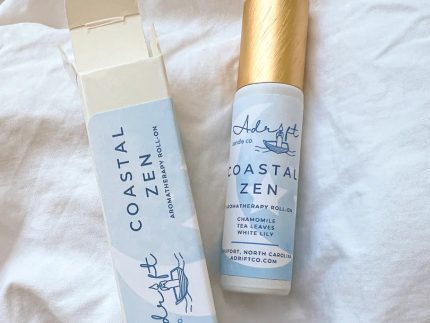 COASTAL
ZEN
AROMATHERAPY ROLL-ON
Adrift
Adrift
candle co.
COASTAL
ZEN
AROMATHERAPY ROLL-ON
CHAMOMILE
TEA LEAVES
WHITE LILY
NORTH CAROLINA
ADRIFTCO.COM